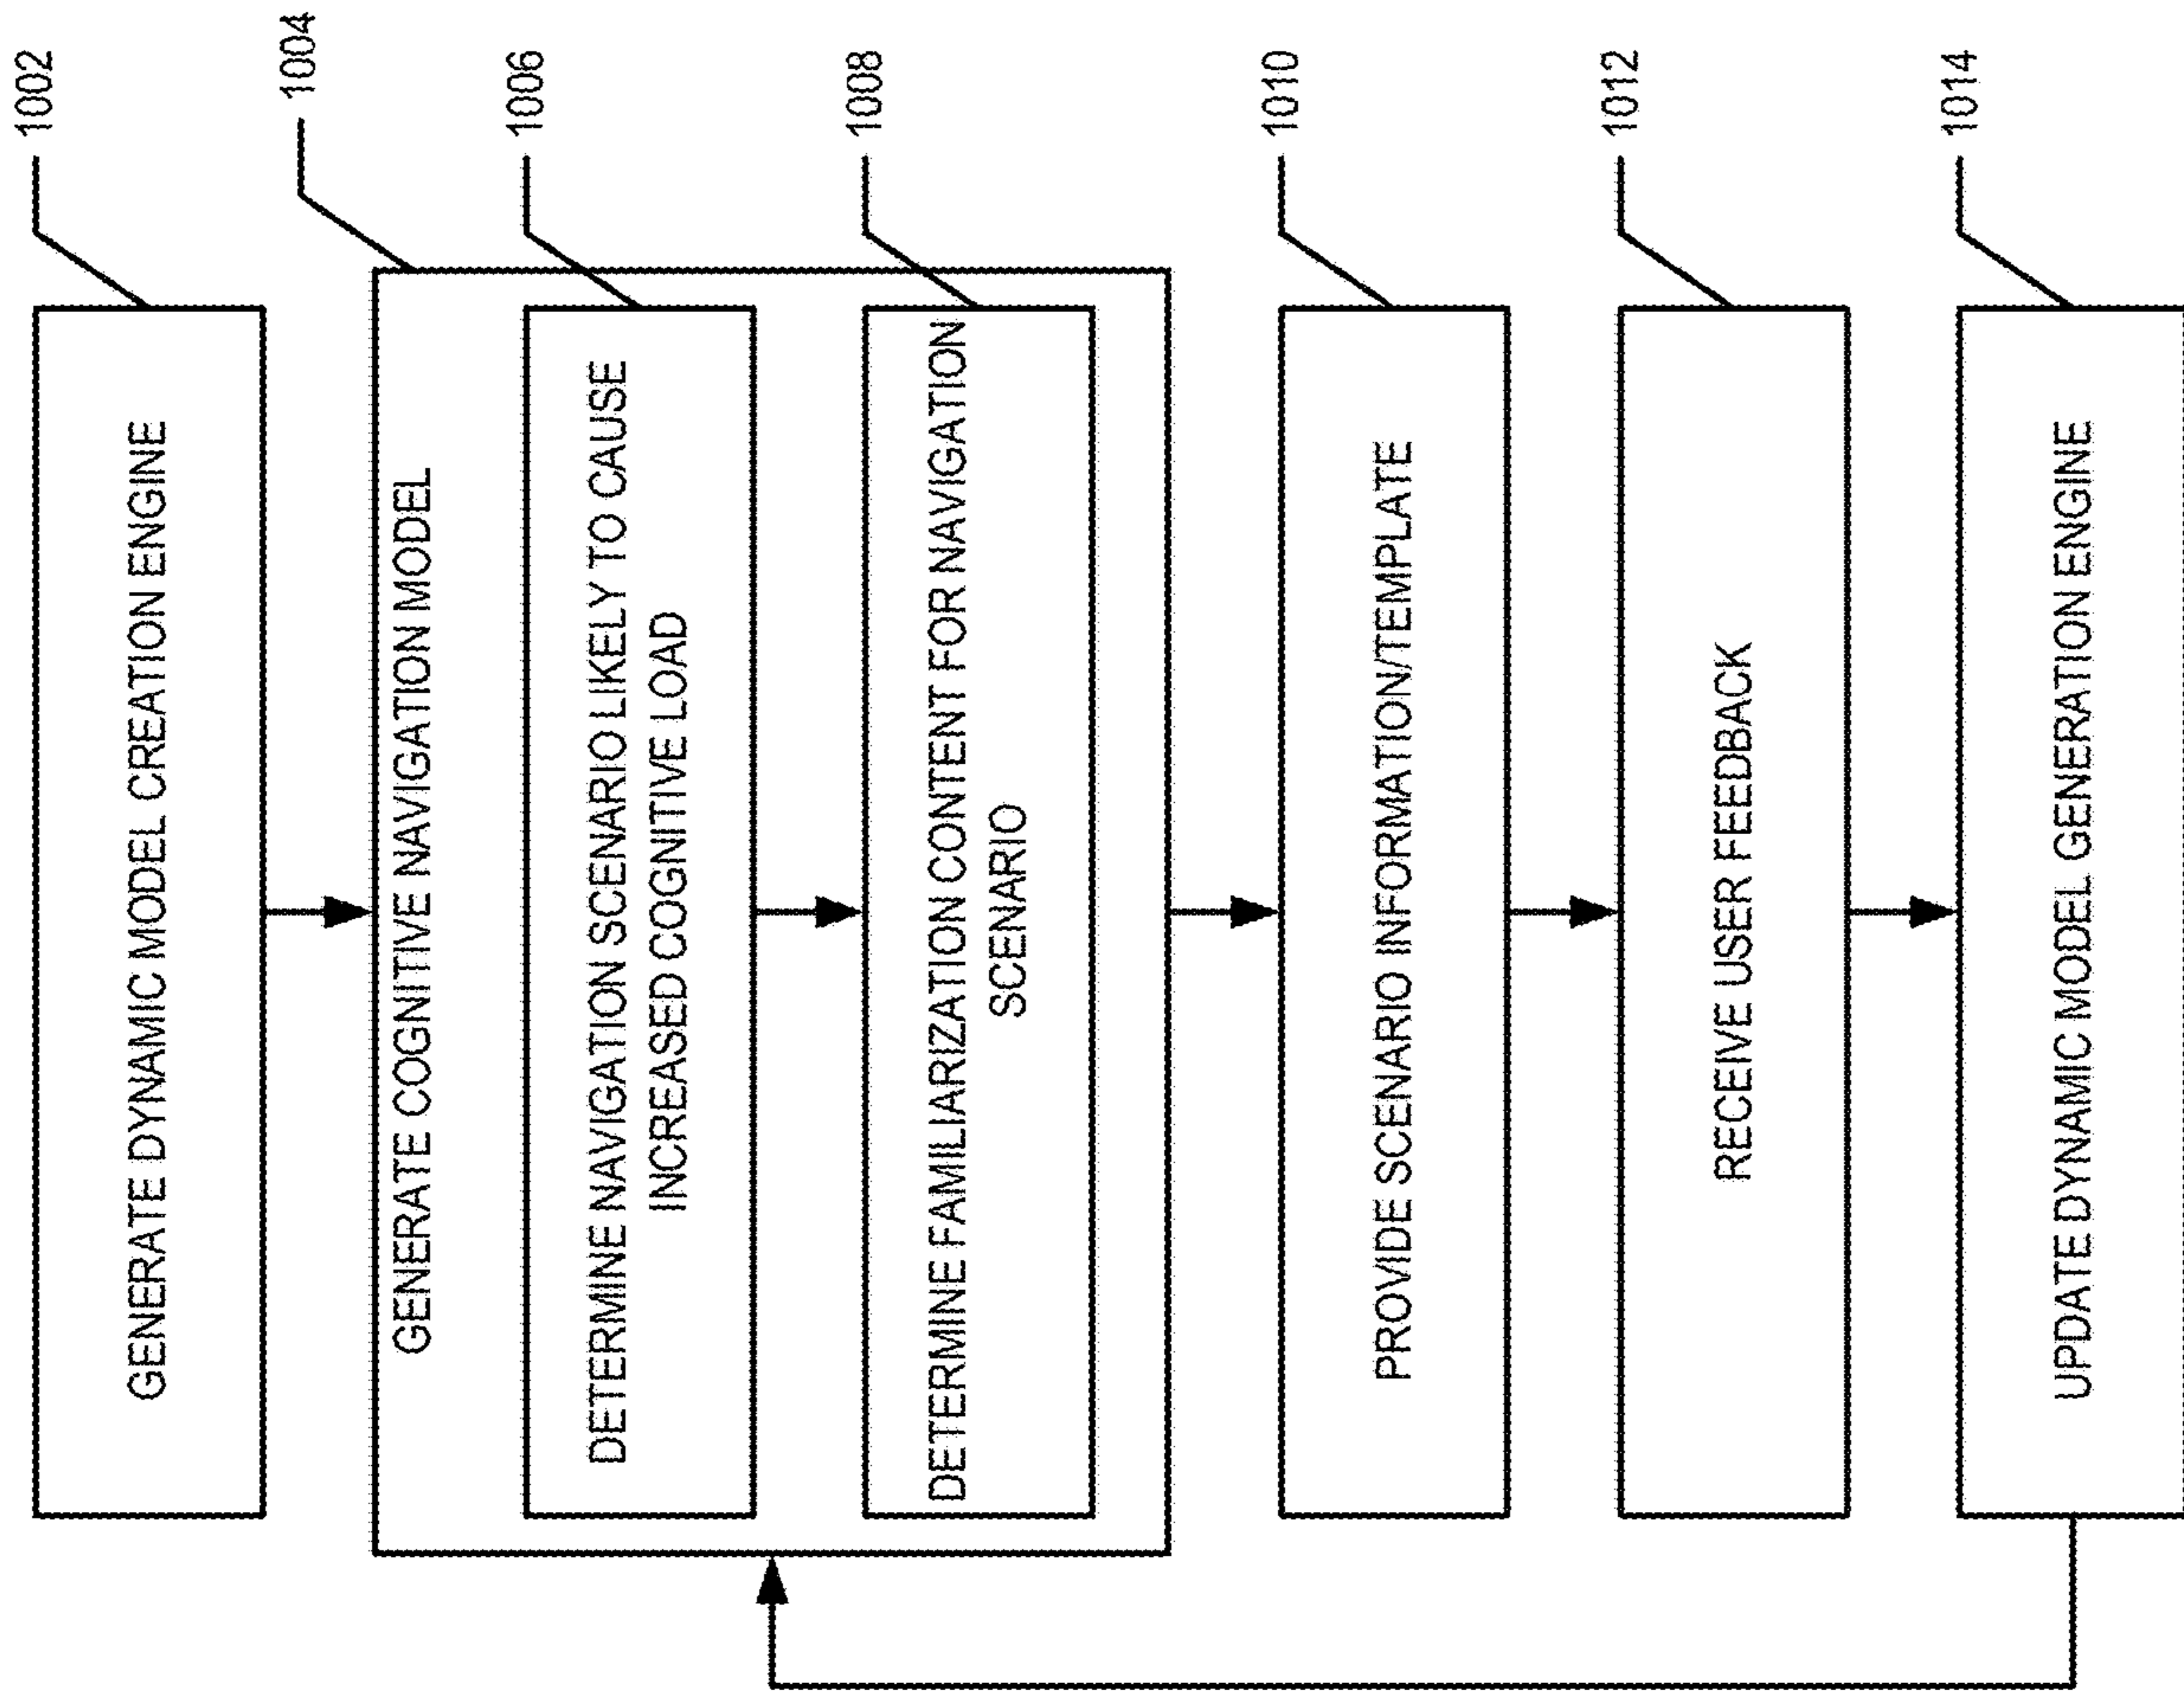 GENERATE DYNAMIC MODEL CREATION ENGINE
1002
GENERATE COGNITIVE NAVIGATION MODEL
1004
DETERMINE NAVIGATION SCENARIO LIKELY TO CAUSE
INCREASED COGNITIVE LOAD
1006
DETERMINE FAMILIARIZATION CONTENT FOR NAVIGATION
SCENARIO
1008
PROVIDE SCENARIO INFORMATION/TEMPLATE
1010
RECEIVE USER FEEDBACK
1012
UPDATE DYNAMIC MODEL GENERATION ENGINE
1014